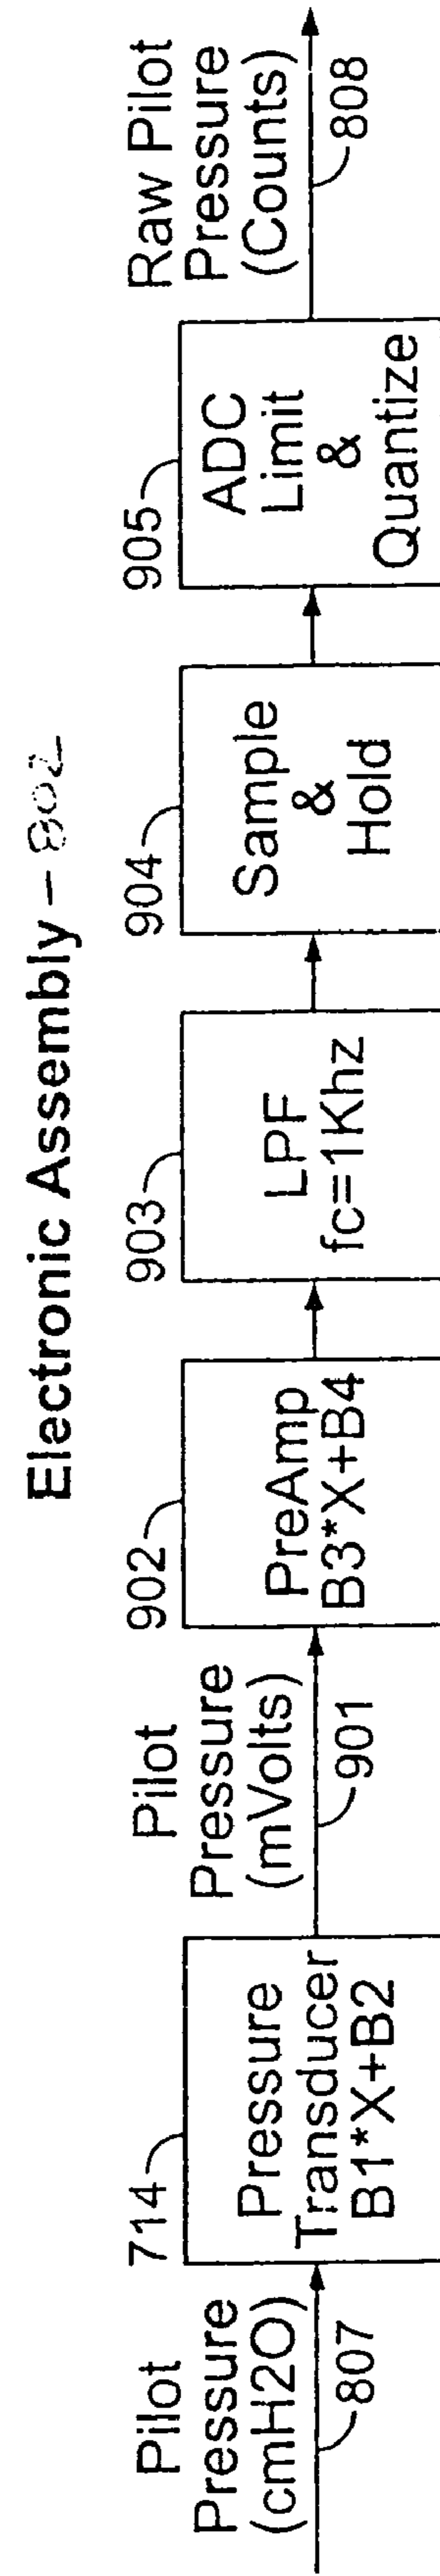 Electronic Assembly - 802
Pilot
Pressure
(cmH2O)
807
714
Pressure
Transducer
B1*X+B2
Pilot
Pressure
(mVolts)
901
902
PreAmp
B3*X+B4
903
LPF
fc=1Khz
904
Sample
&
Hold
905
ADC
Limit
&
Quantize
Raw Pilot
Pressure
(Counts)
808